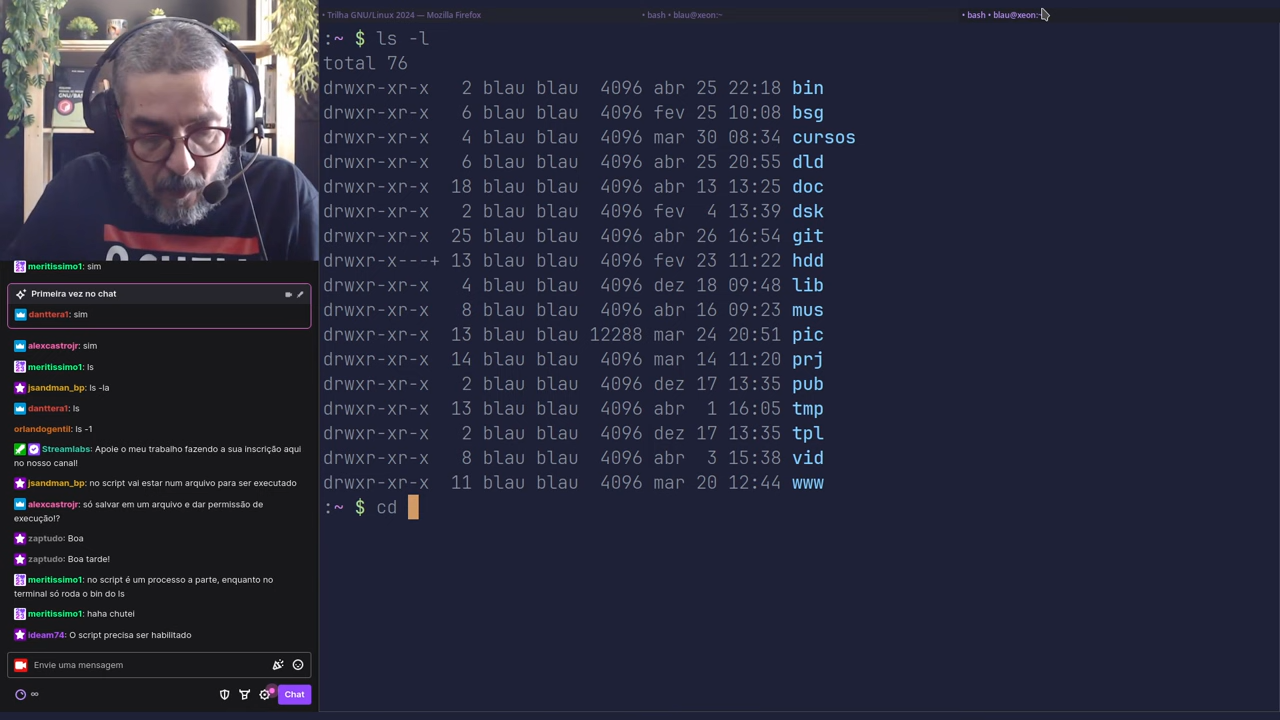 • Trilha GNU/Linux 2024 — Mozilla Firefox
• bash • blau@xeon:~
• bash • blau@xeon:~
:~ $ ls -l
total 76
drwxr-xr-x 2 blau blau 4096 abr 25 22:18 bin
drwxr-xr-x 6 blau blau 4096 fev 25 10:08 bsg
drwxr-xr-x 4 blau blau 4096 mar 30 08:34 cursos
drwxr-xr-x 6 blau blau 4096 abr 25 20:55 dld
drwxr-xr-x 18 blau blau 4096 abr 13 13:25 doc
drwxr-xr-x 2 blau blau 4096 fev 4 13:39 dsk
drwxr-xr-x 25 blau blau 4096 abr 26 16:54 git
drwxr-x---+ 13 blau blau 4096 fev 23 11:22 hdd
drwxr-xr-x 4 blau blau 4096 dez 18 09:48 lib
drwxr-xr-x 8 blau blau 4096 abr 16 09:23 mus
drwxr-xr-x 13 blau blau 12288 mar 24 20:51 pic
drwxr-xr-x 14 blau blau 4096 mar 14 11:20 prj
drwxr-xr-x 2 blau blau 4096 dez 17 13:35 pub
drwxr-xr-x 13 blau blau 4096 abr 1 16:05 tmp
drwxr-xr-x 2 blau blau 4096 dez 17 13:35 tpl
drwxr-xr-x 8 blau blau 4096 abr 3 15:38 vid
drwxr-xr-x 11 blau blau 4096 mar 20 12:44 www
:~ $ cd
meritissimo1: sim
Primeira vez no chat
danttera1: sim
alexcastrojr: sim
meritissimo1: ls
jsandman_bp: ls -la
danttera1: ls
orlandogentil: ls -1
Streamlabs: Apoie o meu trabalho fazendo a sua inscrição aqui
no nosso canal!
jsandman_bp: no script vai estar num arquivo para ser executado
alexcastrojr: só salvar em um arquivo e dar permissão de
execução!?
zaptudo: Boa
zaptudo: Boa tarde!
meritissimo1: no script é um processo a parte, enquanto no
terminal só roda o bin do ls
meritissimo1: haha chutei
ideam74: O script precisa ser habilitado
Envie uma mensagem
∞
Chat